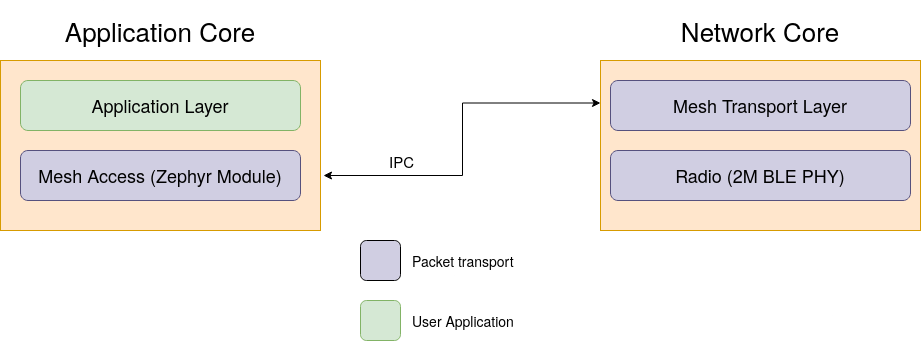 Application Core
Network Core
Application Layer
Mesh Access (Zephyr Module)
IPC
Mesh Transport Layer
Radio (2M BLE PHY)
Packet transport
User Application